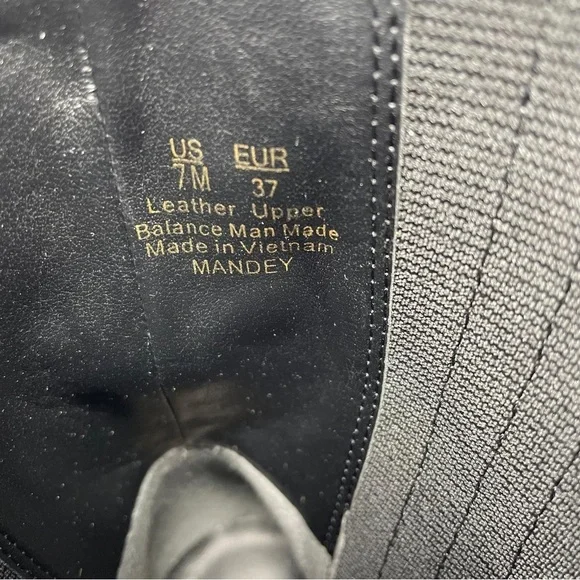 US EUR
7M 37
Leather Upper
Balance Man Made
Made in Vietnam
MANDEY